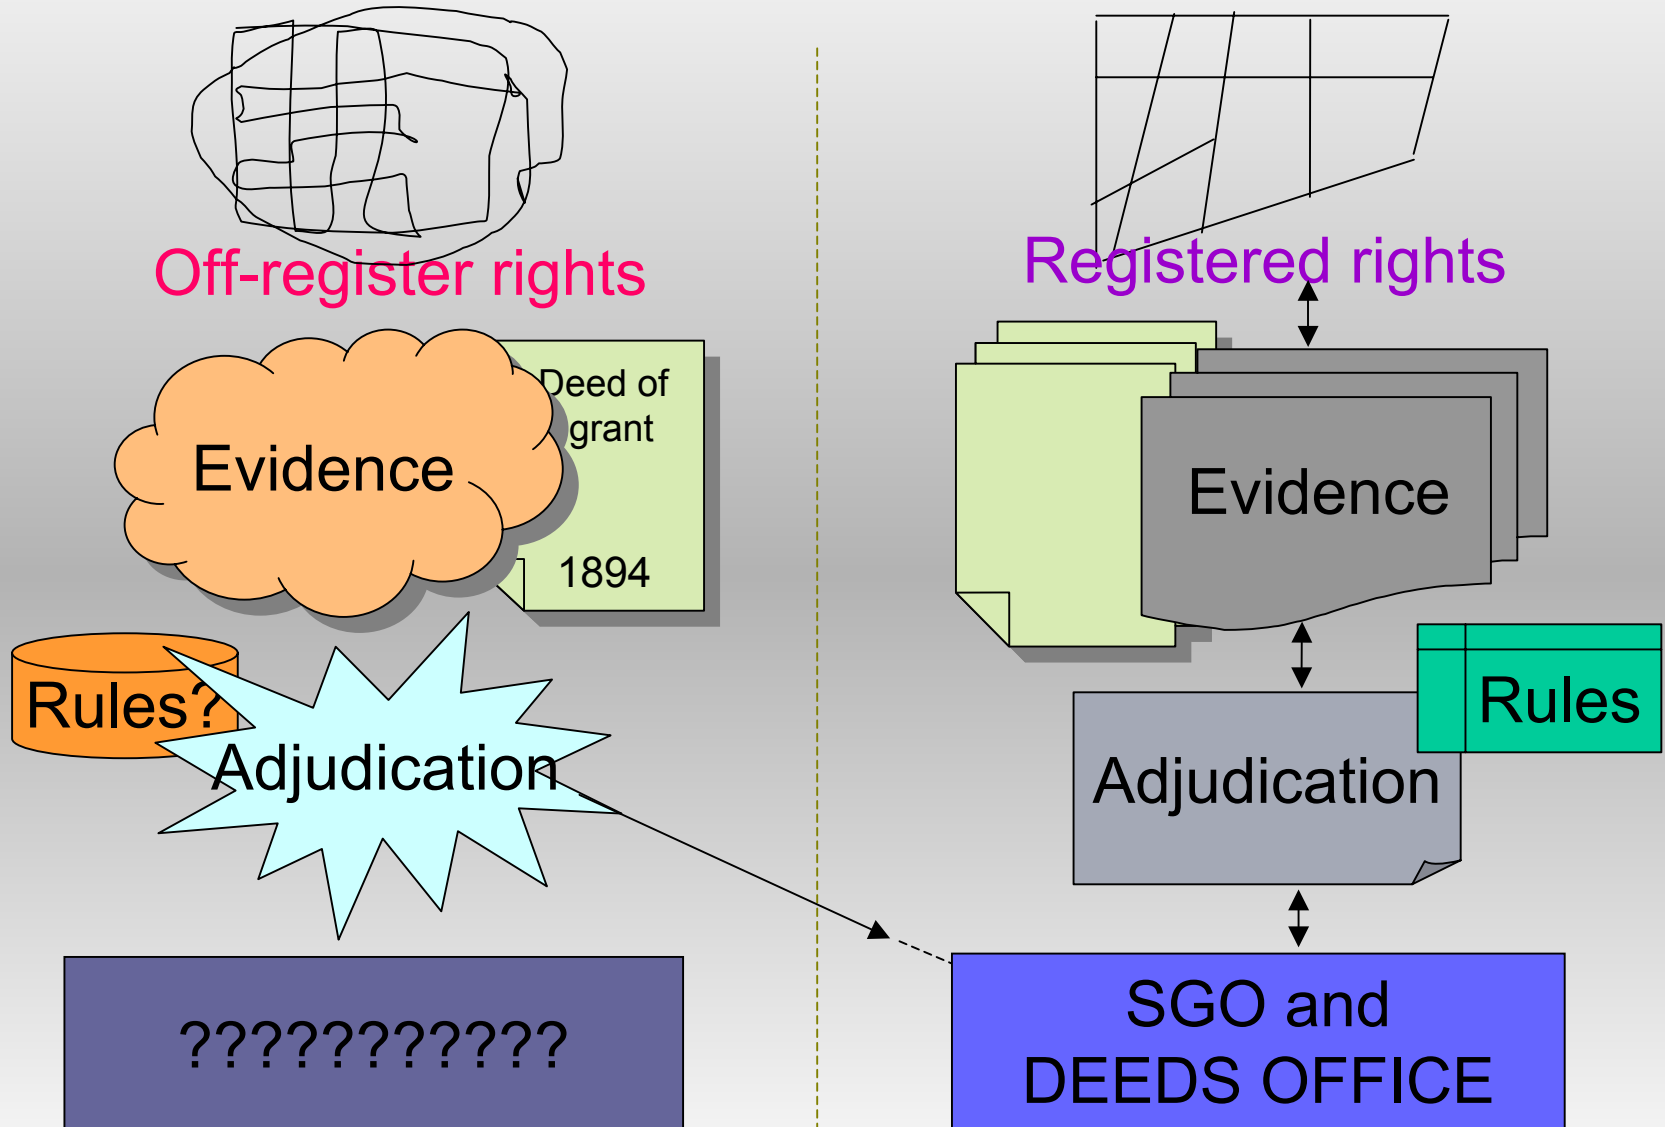 Off-register rights
Deed of
grant
Evidence
1894
Rules?
Adjudication
???????????
Registered rights
Evidence
Rules
Adjudication
SGO and
DEEDS OFFICE